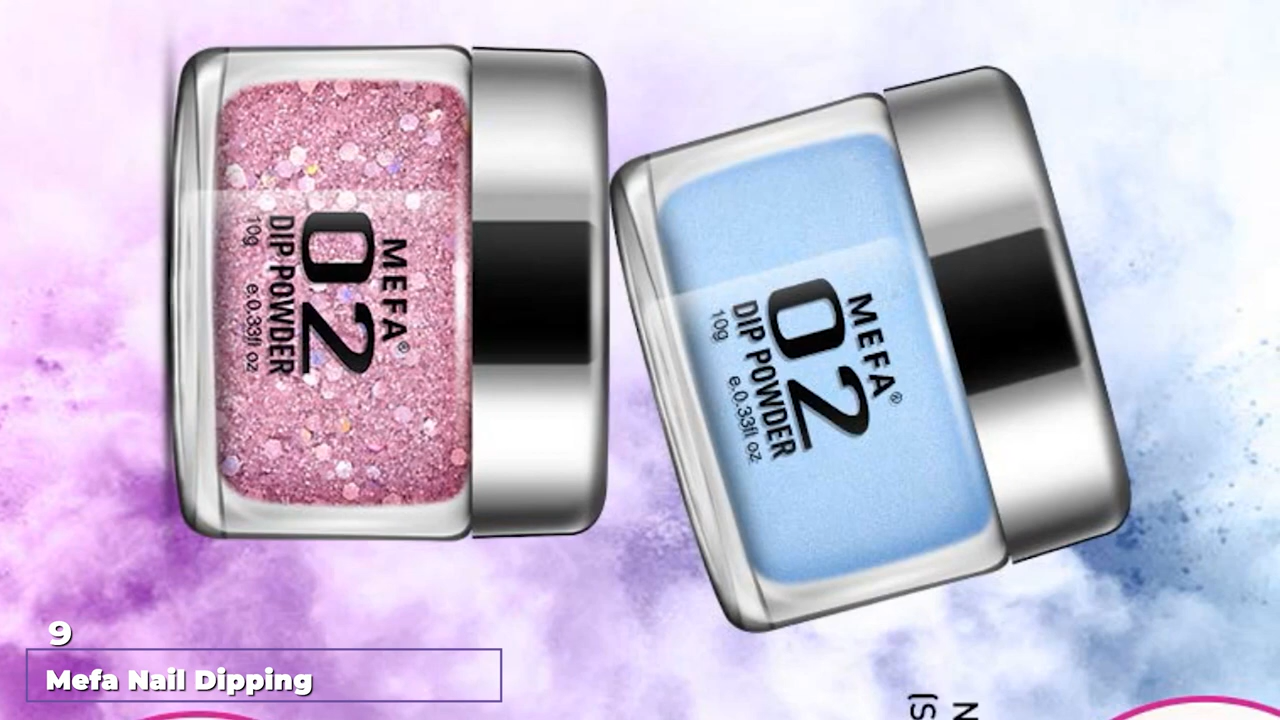 MEFA®
02
DIP POWDER
10g e.0.33fl oz
MEFA®
02
DIP POWDER
10g e.0.33fl oz
9
Mefa Nail Dipping
N
(S